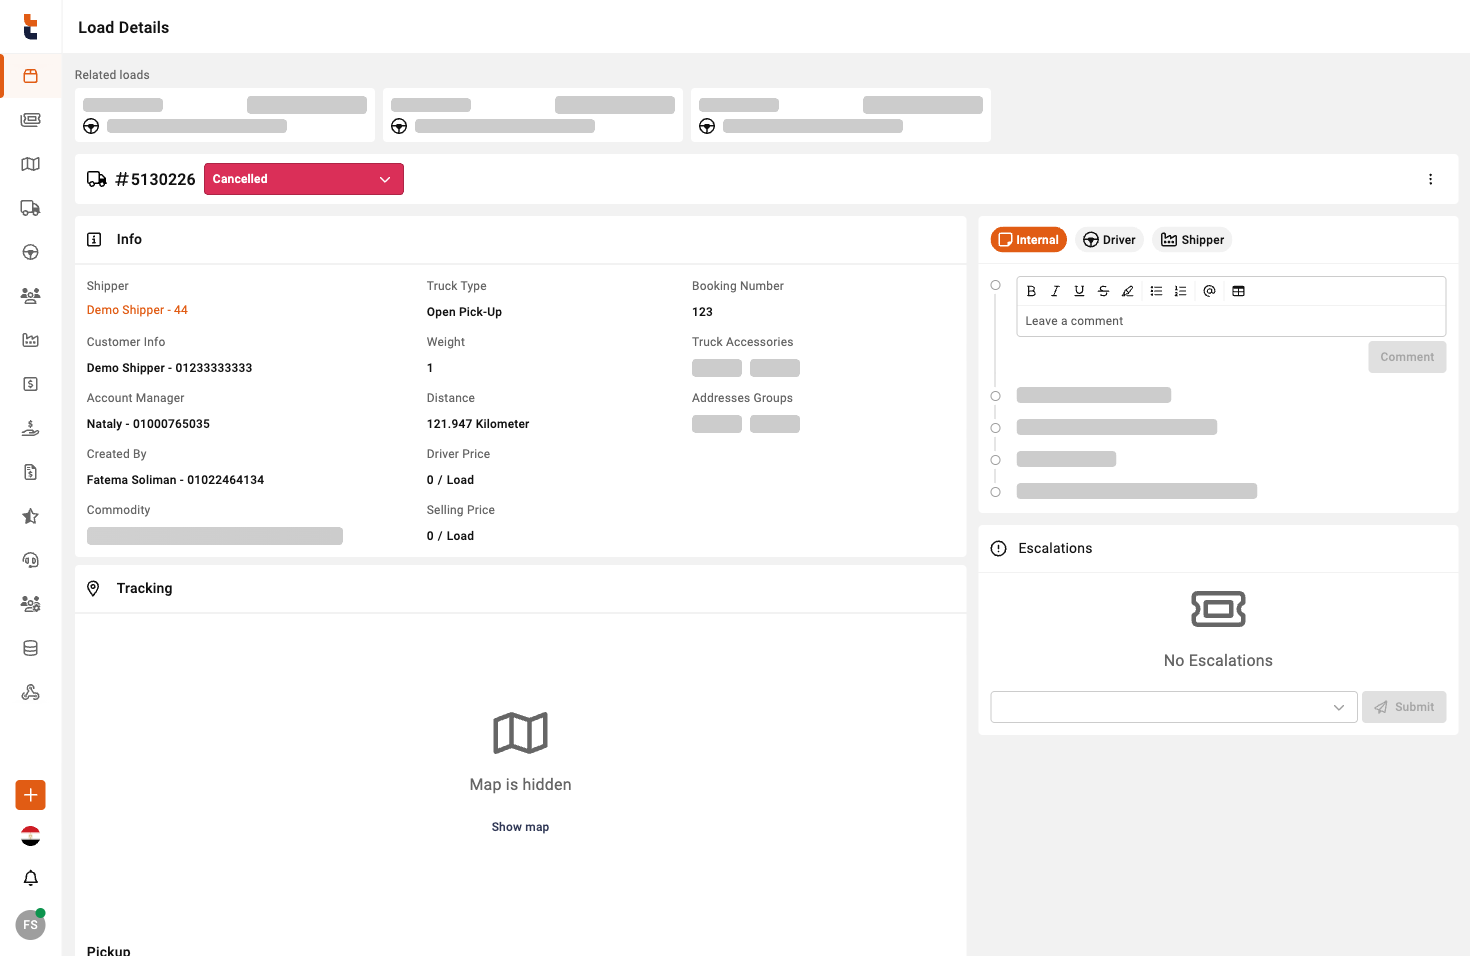 Load Details
Related loads
#5130226
Cancelled
Info
Shipper
Demo Shipper - 44
Truck Type
Open Pick-Up
Booking Number
123
Customer Info
Demo Shipper - 01233333333
Weight
1
Truck Accessories
Account Manager
Nataly - 01000765035
Distance
121.947 Kilometer
Addresses Groups
Created By
Fatema Soliman - 01022464134
Driver Price
0 / Load
Commodity
Selling Price
0 / Load
Tracking
Map is hidden
Show map
Pickup
Internal
Driver
Shipper
Leave a comment
Comment
Escalations
No Escalations
Submit
FS